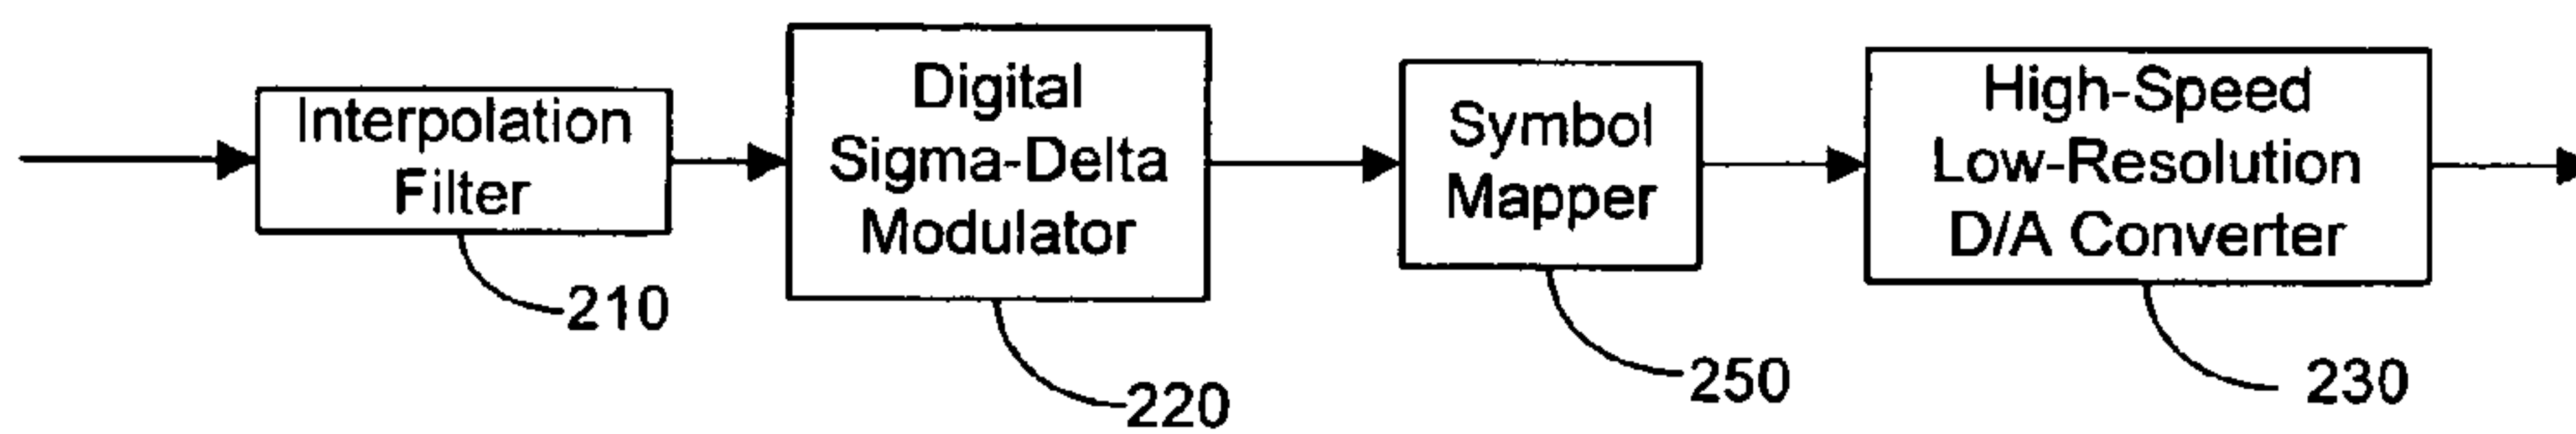 Interpolation
Filter
210
Digital
Sigma-Delta
Modulator
220
Symbol
Mapper
250
High-Speed
Low-Resolution
D/A Converter
230